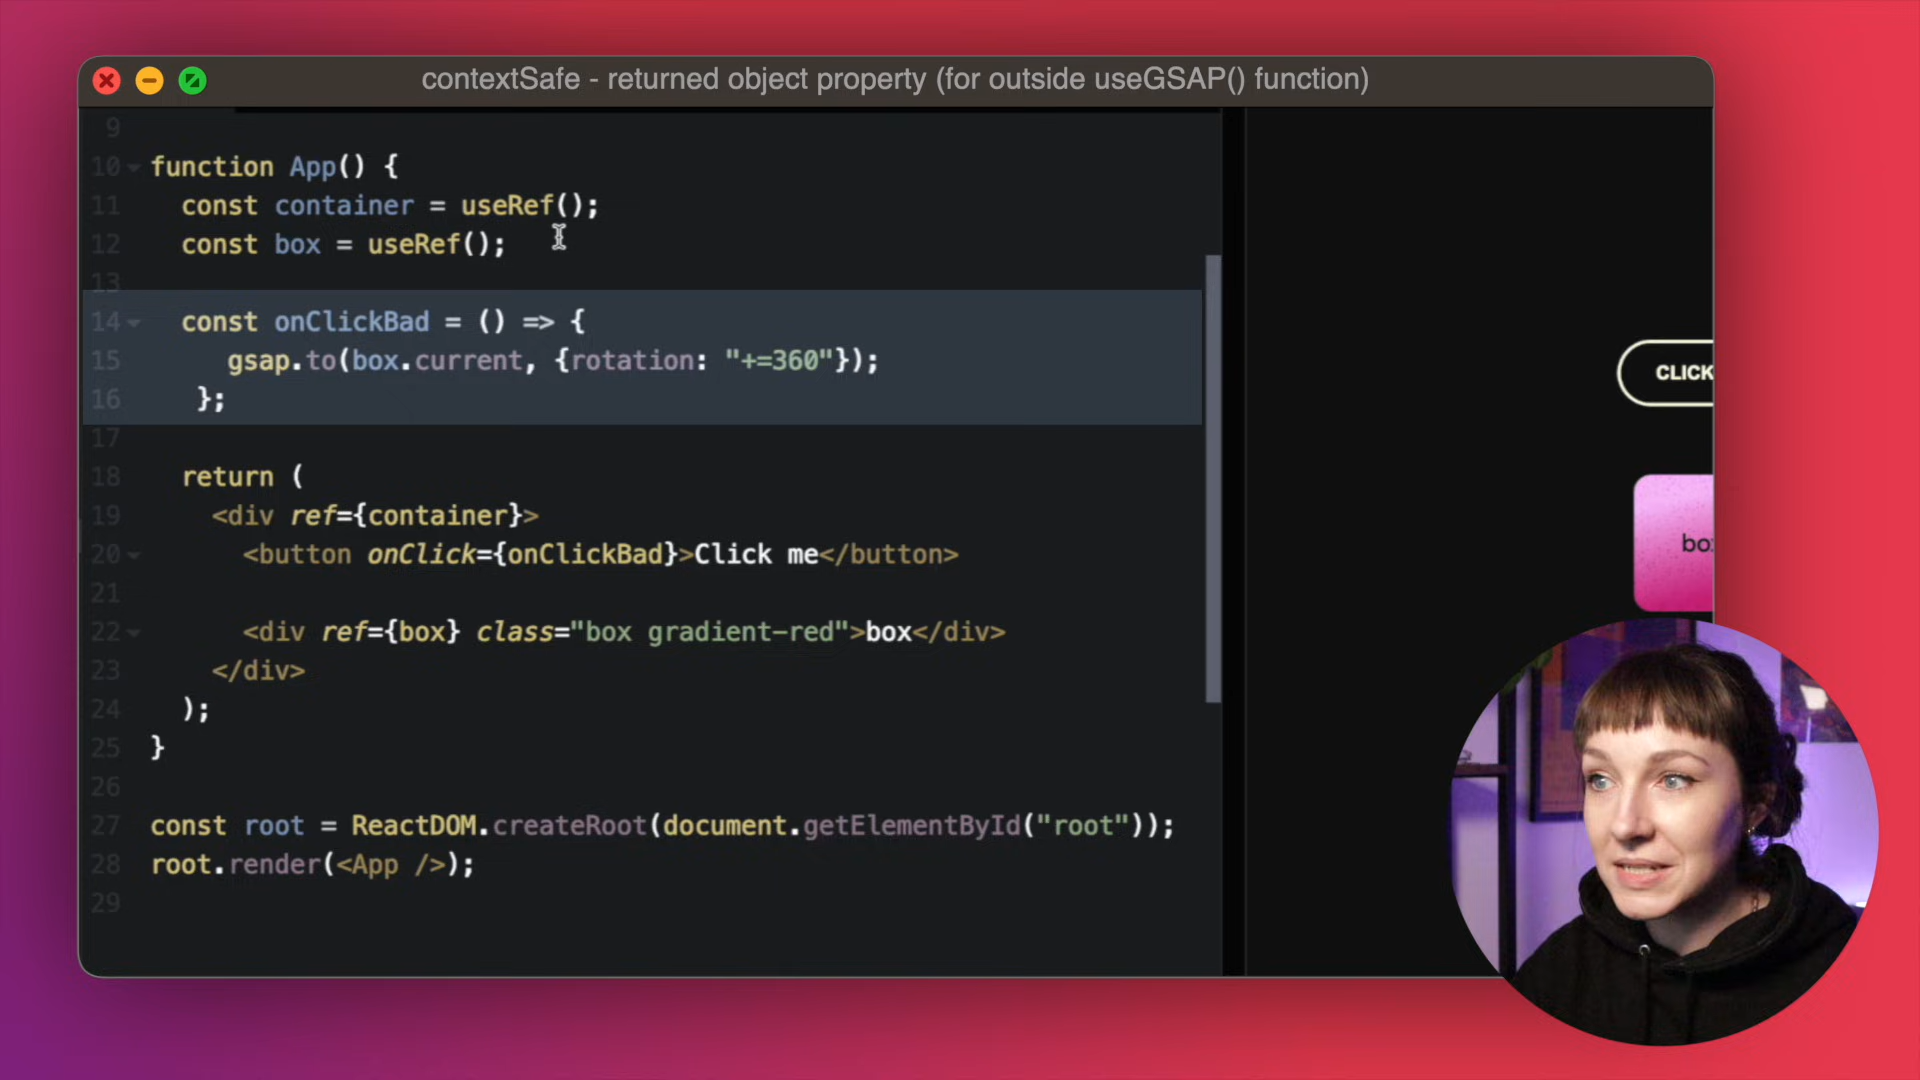 contextSafe - returned object property (for outside useGSAP() function)
9
10 function App() {
11 const container = useRef();
12 const box = useRef();
13
14 const onClickBad = () => {
15 gsap.to(box.current, {rotation: "+=360"});
16 };
17
18 return (
19 <div ref={container}>
20 <button onClick={onClickBad}>Click me</button>
21
22 <div ref={box} class="box gradient-red">box</div>
23 </div>
24 );
25 }
26
27 const root = ReactDOM.createRoot(document.getElementById("root"));
28 root.render(<App />);
29
CLICK
bo